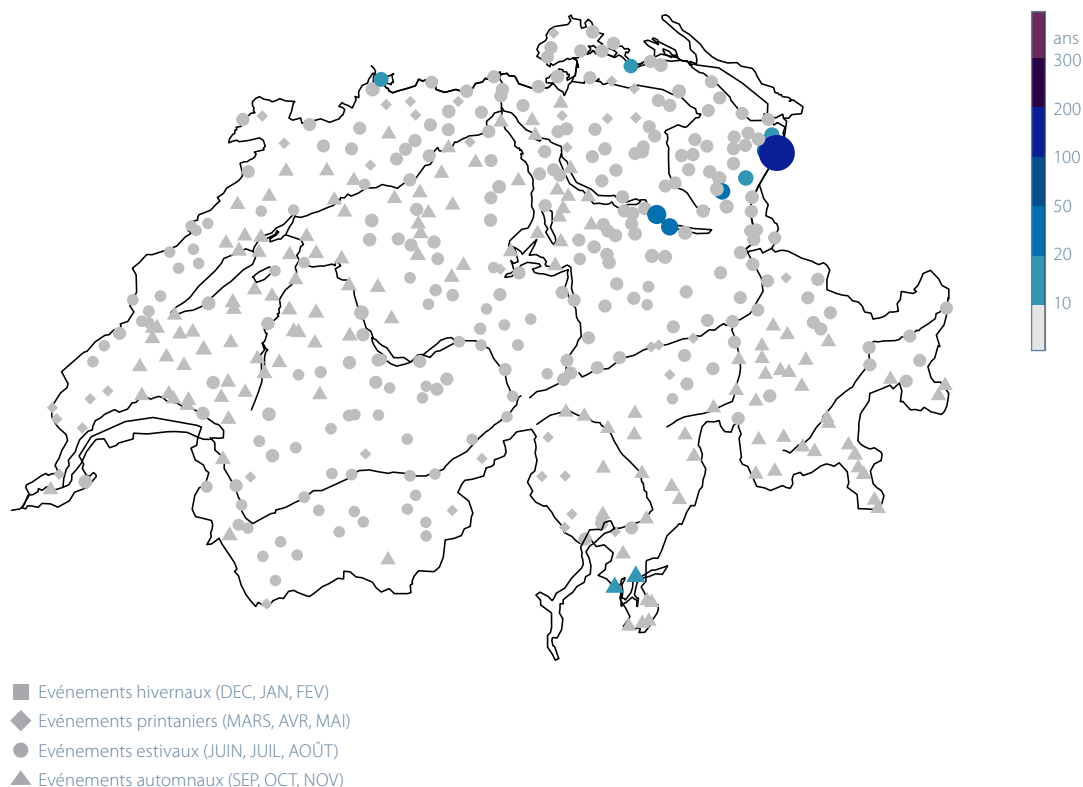 ans
300
200
100
50
20
10
Evénements hivernaux (DEC, JAN, FEV)
Evénements printaniers (MARS, AVR, MAI)
Evénements estivaux (JUIN, JUIL, AOÛT)
Evénements automnaux (SEP, OCT, NOV)